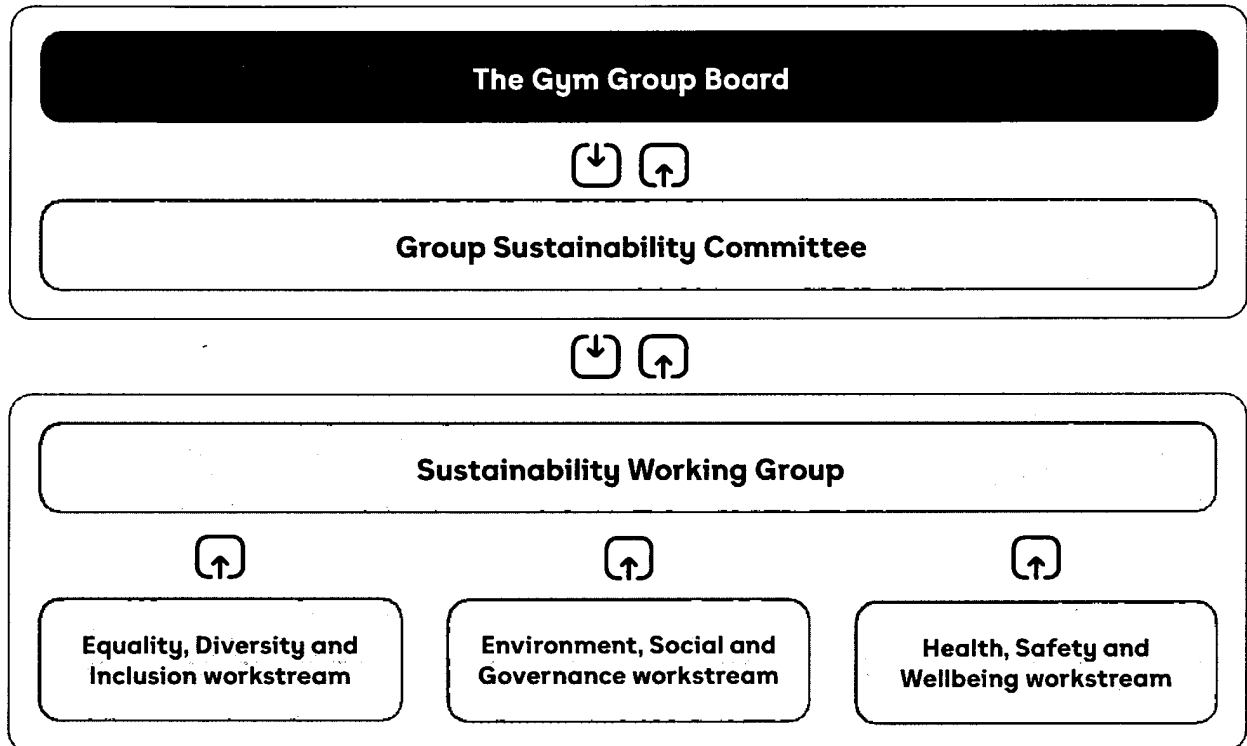 The Gym Group Board
Group Sustainability Committee
Sustainability Working Group
Equality, Diversity and
Inclusion workstream
Environment, Social and
Governance workstream
Health, Safety and
Wellbeing workstream